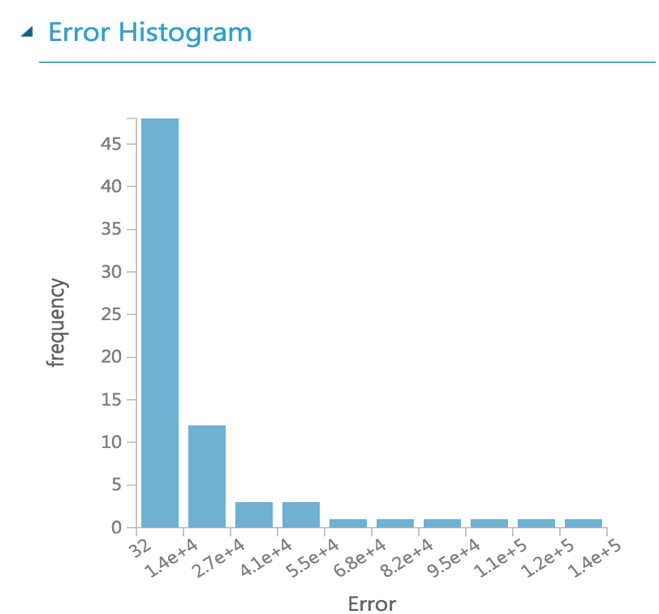 Error Histogram
45
40
35
30
25
20
15
10
5
0
frequency
32
1.4e+4
2.7e+4
4.1e+4
5.5e+4
6.8e+4
8.2e+4
9.5e+4
1.1e+5
1.2e+5
1.4e+5
Error